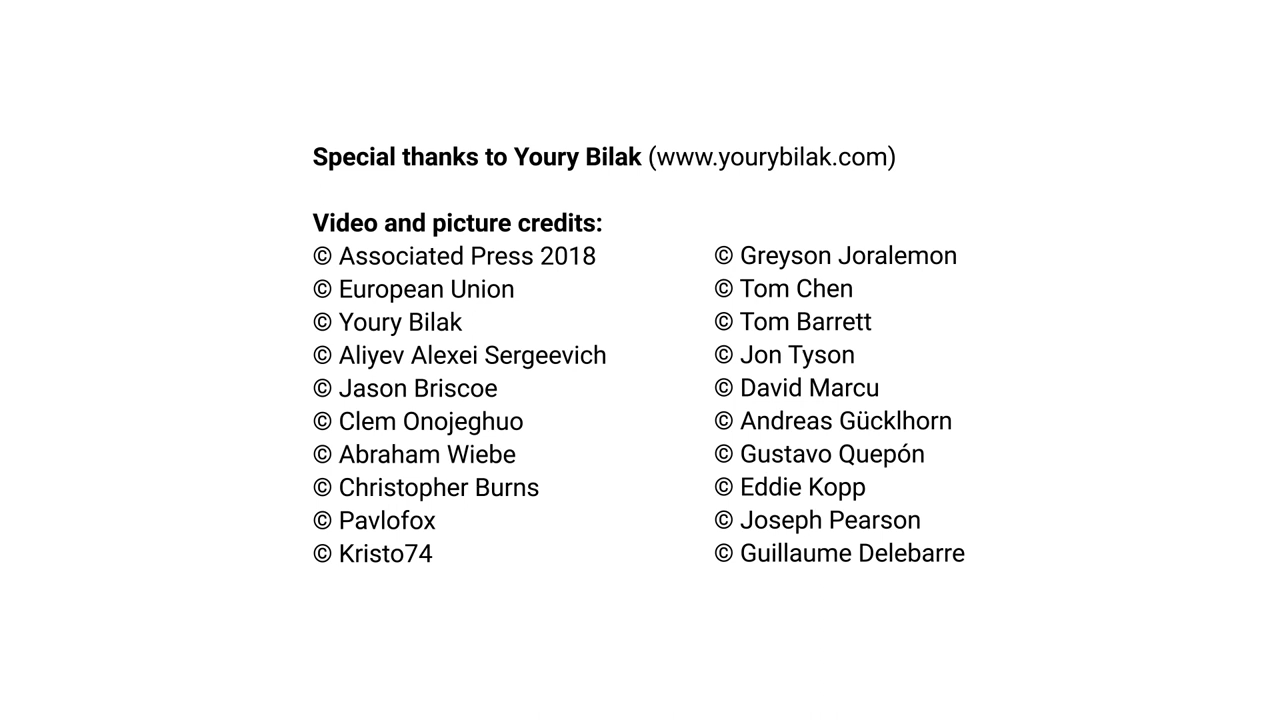 Special thanks to Youry Bilak (www.yourybilak.com)
Video and picture credits:
© Associated Press 2018
© European Union
© Youry Bilak
© Aliyev Alexei Sergeevich
© Jason Briscoe
© Clem Onojeghuo
© Abraham Wiebe
© Christopher Burns
© Pavlofox
© Kristo74
© Greyson Joralemon
© Tom Chen
© Tom Barrett
© Jon Tyson
© David Marcu
© Andreas Gücklhorn
© Gustavo Quepón
© Eddie Kopp
© Joseph Pearson
© Guillaume Delebarre